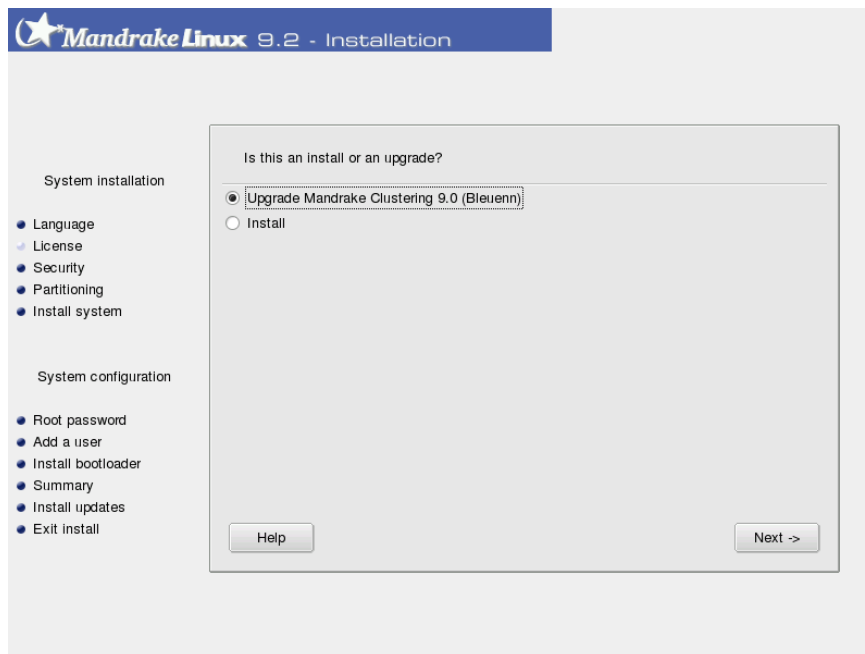 Mandrake Linux 9.2 - Installation
Is this an install or an upgrade?
Upgrade Mandrake Clustering 9.0 (Bleuenn)
Install
System installation
Language
License
Security
Partitioning
Install system
System configuration
Root password
Add a user
Install bootloader
Summary
Install updates
Exit install
Help
Next ->